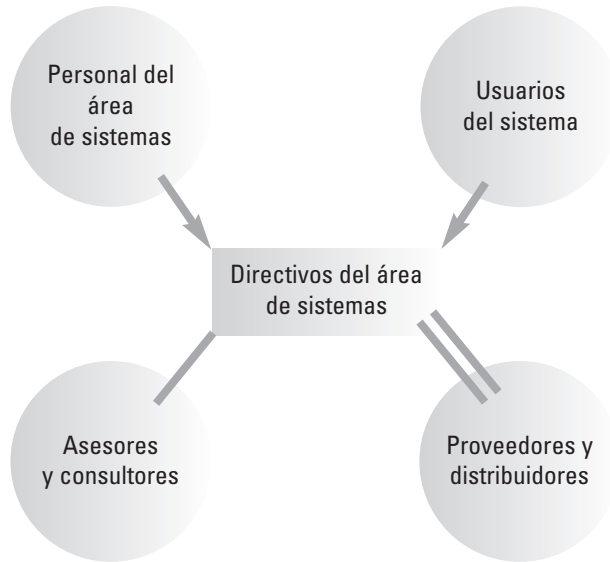 Personal del
área
de sistemas
Usuarios
del sistema
Directivos del área
de sistemas
Asesores
y consultores
Proveedores y
distribuidores